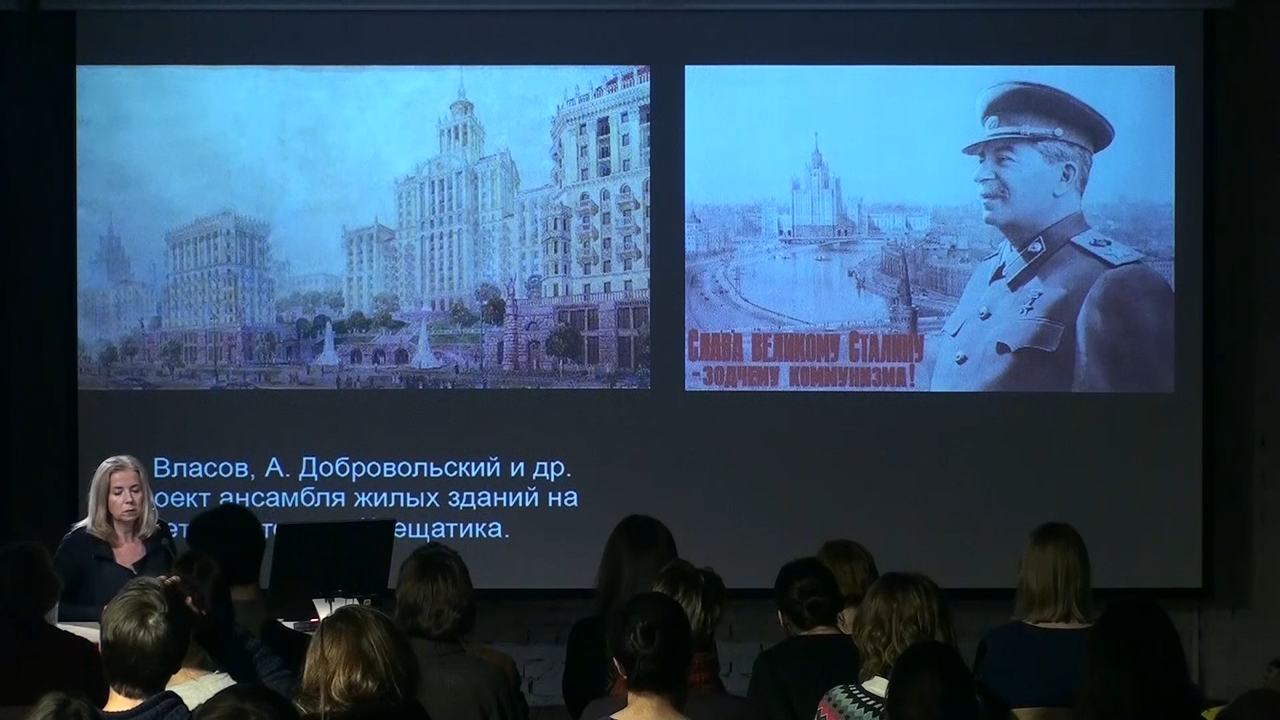 Слава великому Сталину
-зодчему коммунизма!
Власов, А. Добровольский и др.
оект ансамбля жилых зданий на
ещатика.